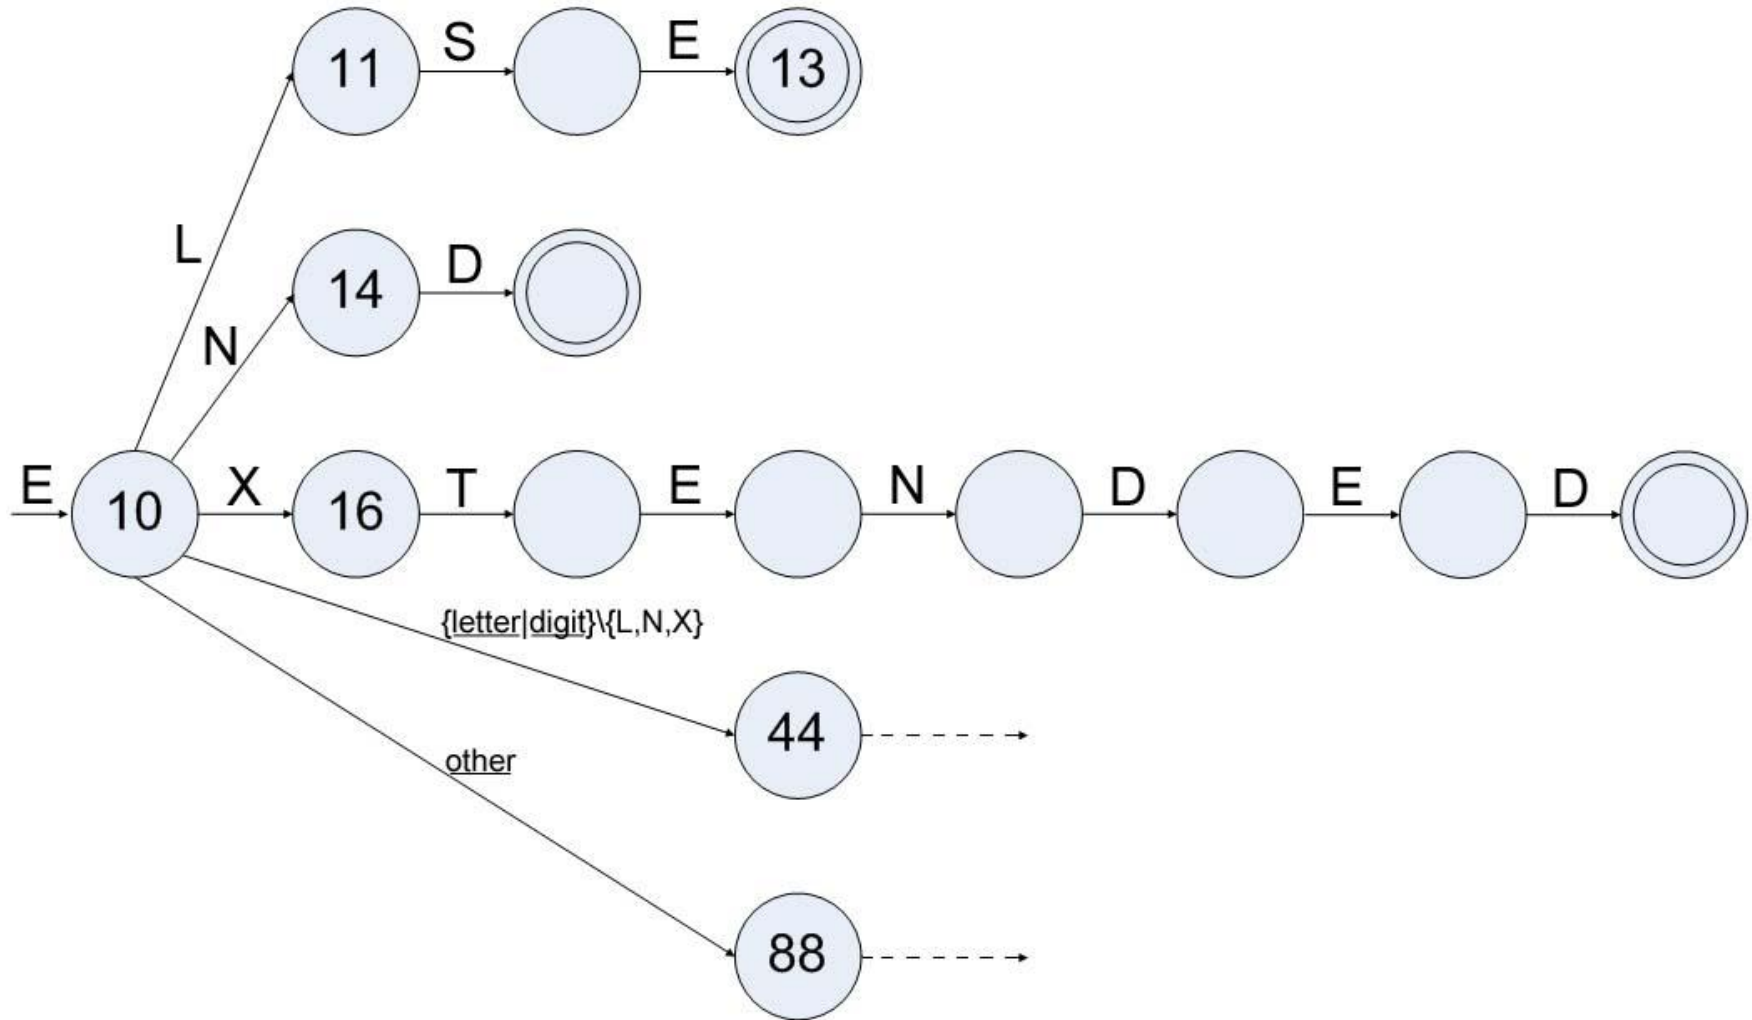 11 S E 13
L
14 D
N
E 10 X 16 T E N D E D
{letter|digit}\{L,N,X}
44
other
88